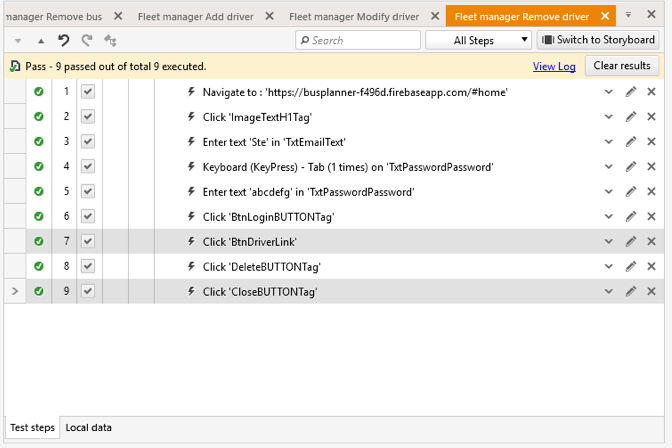 manager Remove bus
Fleet manager Add driver
Fleet manager Modify driver
Fleet manager Remove driver
Search
All Steps
Switch to Storyboard
Pass - 9 passed out of total 9 executed.
View Log
Clear results
1 Navigate to : 'https://busplanner-f496d.firebaseapp.com/#home'
2 Click 'ImageTextH1Tag'
3 Enter text 'Ste' in 'TxtEmailText'
4 Keyboard (KeyPress) - Tab (1 times) on 'TxtPasswordPassword'
5 Enter text 'abcdefg' in 'TxtPasswordPassword'
6 Click 'BtnLoginBUTTONTag'
7 Click 'BtnDriverLink'
8 Click 'DeleteBUTTONTag'
9 Click 'CloseBUTTONTag'
Test steps
Local data